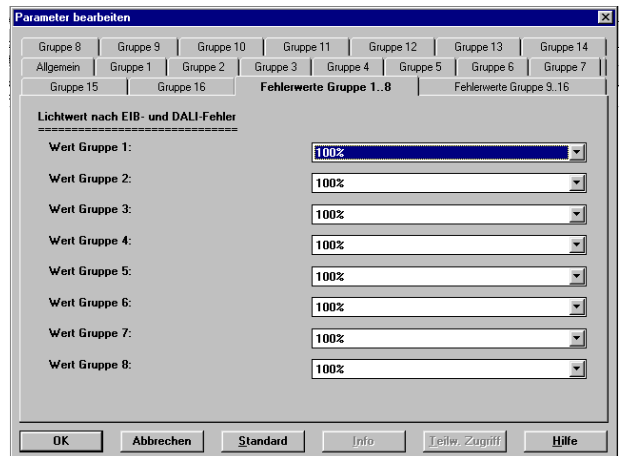 Parameter bearbeiten
Gruppe 8 Gruppe 9 Gruppe 10 Gruppe 11 Gruppe 12 Gruppe 13 Gruppe 14
Allgemein Gruppe 1 Gruppe 2 Gruppe 3 Gruppe 4 Gruppe 5 Gruppe 6 Gruppe 7
Gruppe 15 Gruppe 16 Fehlerwerte Gruppe 1..8 Fehlerwerte Gruppe 9..16
Lichtwert nach EIB- und DALI-Fehler
==============================
Wert Gruppe 1: 100%
Wert Gruppe 2: 100%
Wert Gruppe 3: 100%
Wert Gruppe 4: 100%
Wert Gruppe 5: 100%
Wert Gruppe 6: 100%
Wert Gruppe 7: 100%
Wert Gruppe 8: 100%
OK Abbrechen Standard Info Teilw. Zugriff Hilfe